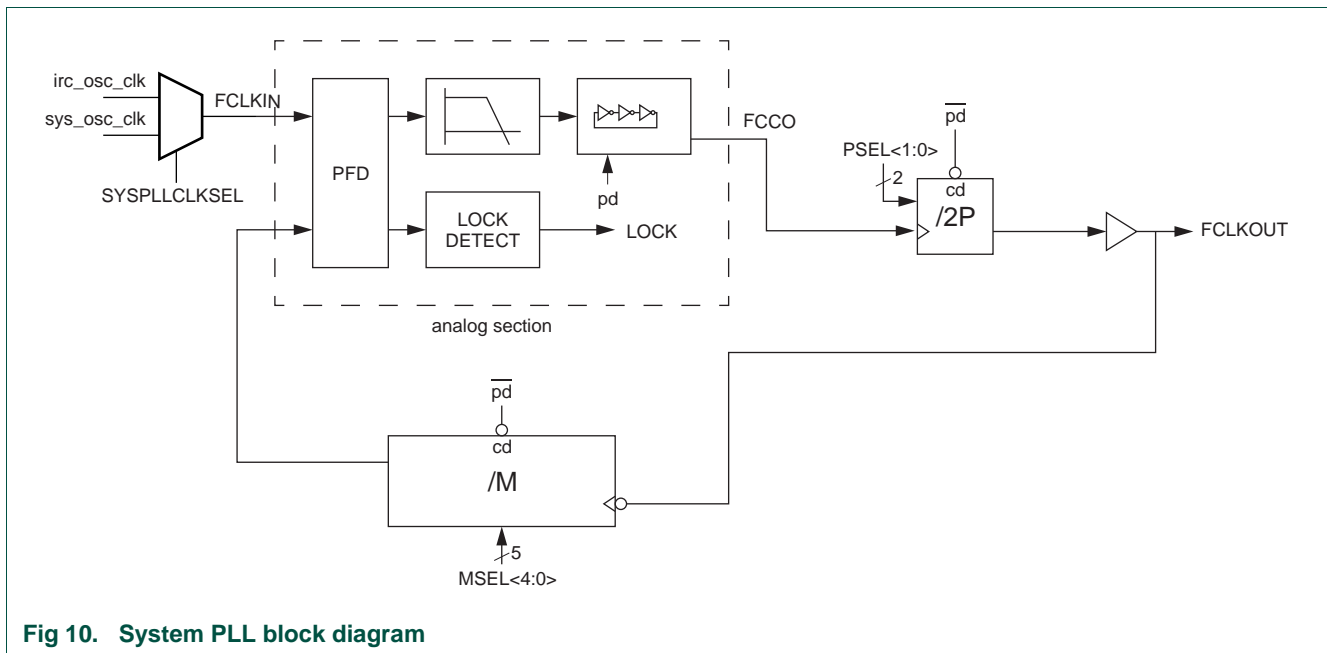 irc_osc_clk
sys_osc_clk
FCLKIN
SYSPLLCLKSEL
PFD
LOCK
DETECT
LOCK
pd
FCCO
analog section
pd
PSEL<1:0>
2
cd
/2P
FCLKOUT
pd
cd
/M
5
MSEL<4:0>
Fig 10. System PLL block diagram